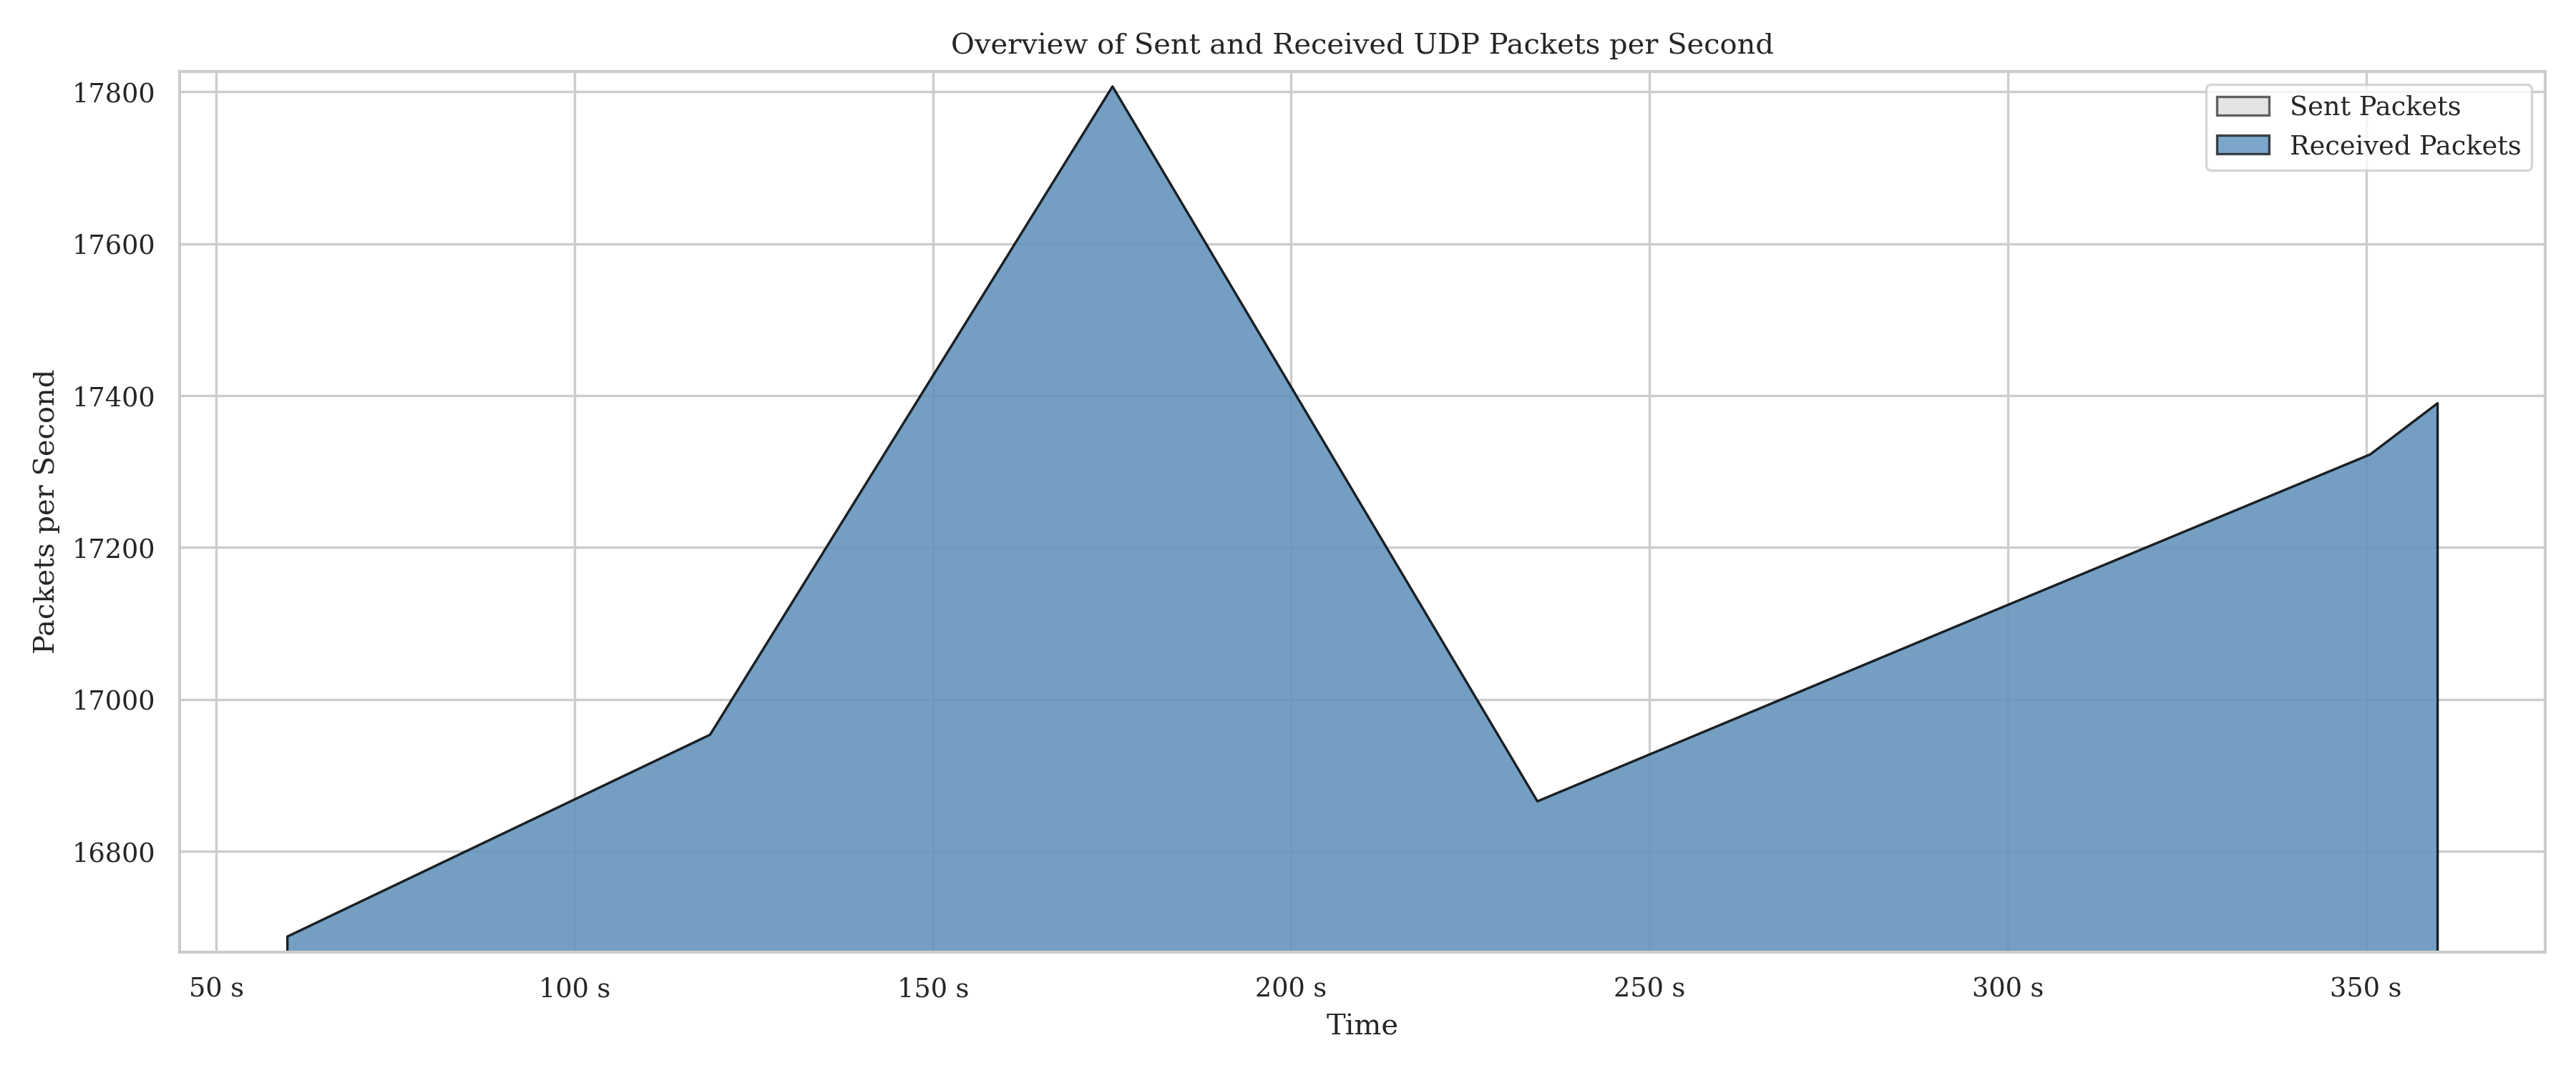 Overview of Sent and Received UDP Packets per Second
Sent Packets
Received Packets
Packets per Second
17800
17600
17400
17200
17000
16800
50 s
100 s
150 s
200 s
250 s
300 s
350 s
Time